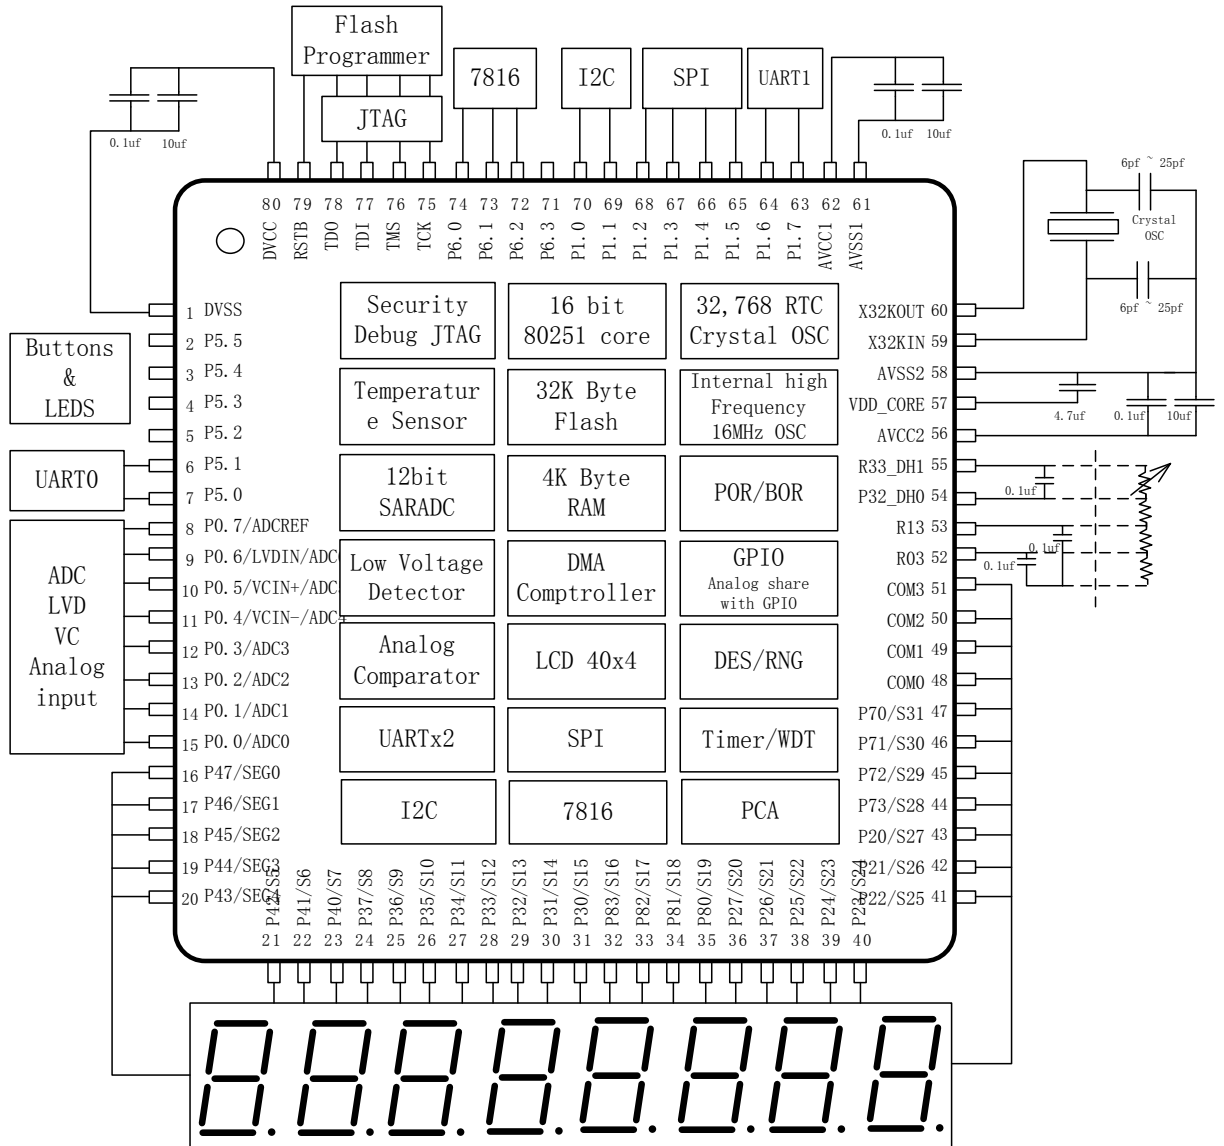 Flash
Programmer
JTAG
7816
I2C
SPI
UART1
0.1uf
10uf
0.1uf
10uf
6pf ~ 25pf
Crystal
OSC
6pf ~ 25pf
80 79 78 77 76 75 74 73 72 71 70 69 68 67 66 65 64 63 62 61
DVCC
RSTB
TDO
TDI
TMS
TCK
P6.0
P6.1
P6.2
P6.3
P1.0
P1.1
P1.2
P1.3
P1.4
P1.5
P1.6
P1.7
AVCC1
AVSS1
Buttons
&
LEDS
UART0
ADC
LVD
VC
Analog
input
1 DVSS
2 P5.5
3 P5.4
4 P5.3
5 P5.2
6 P5.1
7 P5.0
8 P0.7/ADCREF
9 P0.6/LVDIN/ADC
10 P0.5/VCIN+/ADC
11 P0.4/VCIN-/ADC4
12 P0.3/ADC3
13 P0.2/ADC2
14 P0.1/ADC1
15 P0.0/ADC0
16 P47/SEG0
17 P46/SEG1
18 P45/SEG2
19 P44/SEG3
20 P43/SEG4
Security
Debug JTAG
16 bit
80251 core
32,768 RTC
Crystal OSC
Temperatur
e Sensor
32K Byte
Flash
Internal high
Frequency
16MHz OSC
12bit
SARADC
4K Byte
RAM
POR/BOR
Low Voltage
Detector
DMA
Comptroller
GPIO
Analog share
with GPIO
Analog
Comparator
LCD 40x4
DES/RNG
UARTx2
SPI
Timer/WDT
I2C
7816
PCA
X32KOUT 60
X32KIN 59
AVSS2 58
VDD_CORE 57
AVCC2 56
R33_DH1 55
P32_DH0 54
R13 53
R03 52
COM3 51
COM2 50
COM1 49
COM0 48
P70/S31 47
P71/S30 46
P72/S29 45
P73/S28 44
P20/S27 43
P21/S26 42
P22/S25 41
4.7uf
0.1uf
10uf
0.1uf
0.1uf
0.1uf
P42/S5
P41/S6
P40/S7
P37/S8
P36/S9
P35/S10
P34/S11
P33/S12
P32/S13
P31/S14
P30/S15
P83/S16
P82/S17
P81/S18
P80/S19
P27/S20
P26/S21
P25/S22
P24/S23
P23/S24
21 22 23 24 25 26 27 28 29 30 31 32 33 34 35 36 37 38 39 40
8.8.8.8.8.8.8.8.